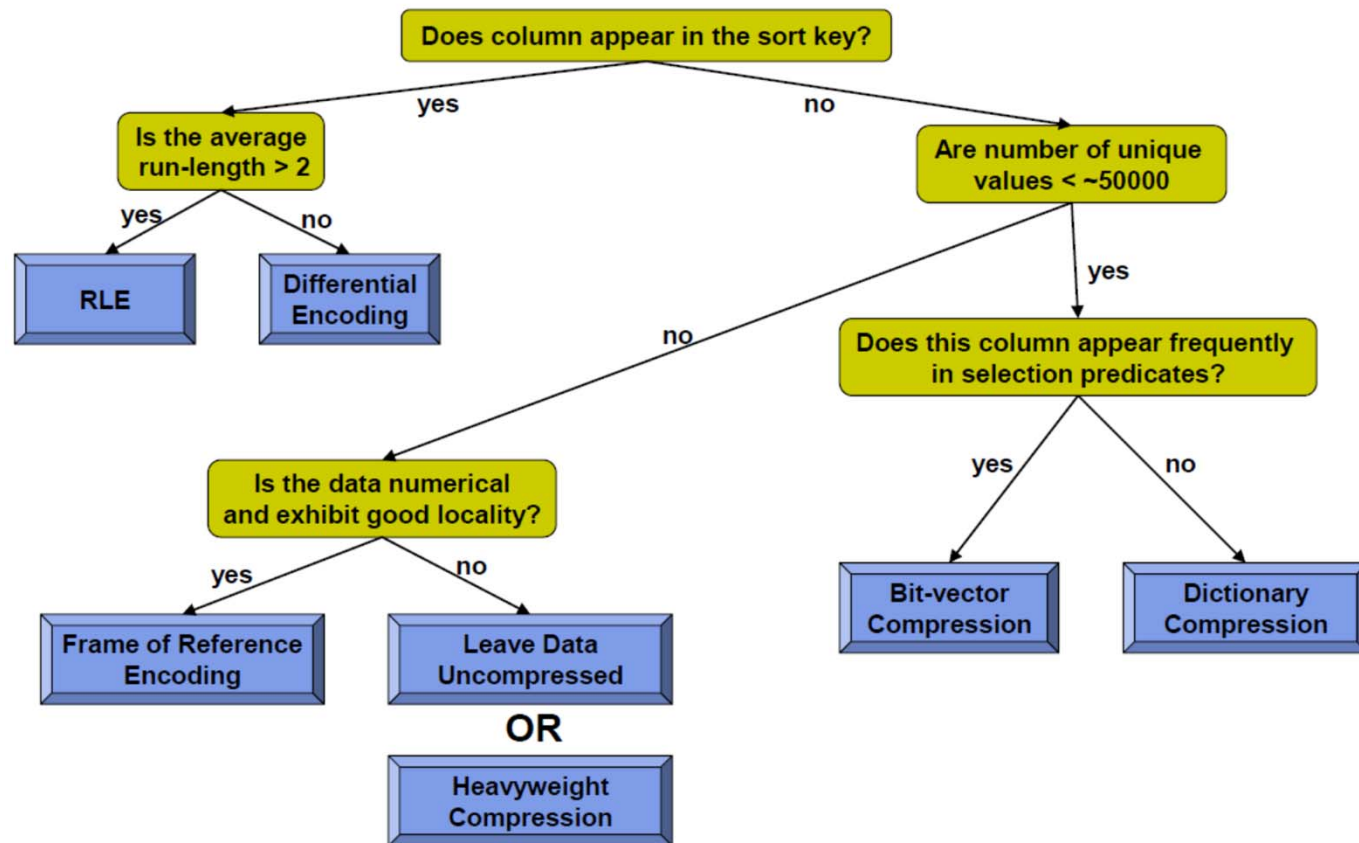 Does column appear in the sort key?
yes
no
Is the average
run-length > 2
Are number of unique
values < ~50000
yes
no
RLE
Differential
Encoding
no
yes
Does this column appear frequently
in selection predicates?
Is the data numerical
and exhibit good locality?
yes
no
yes
no
Frame of Reference
Encoding
Leave Data
Uncompressed
OR
Heavyweight
Compression
Bit-vector
Compression
Dictionary
Compression